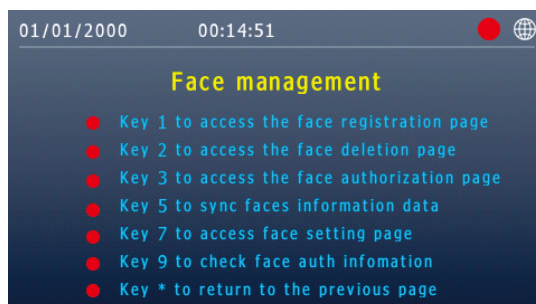 01/01/2000 00:14:51
Face management
Key 1 to access the face registration page
Key 2 to access the face deletion page
Key 3 to access the face authorization page
Key 5 to sync faces information data
Key 7 to access face setting page
Key 9 to check face auth infomation
Key * to return to the previous page